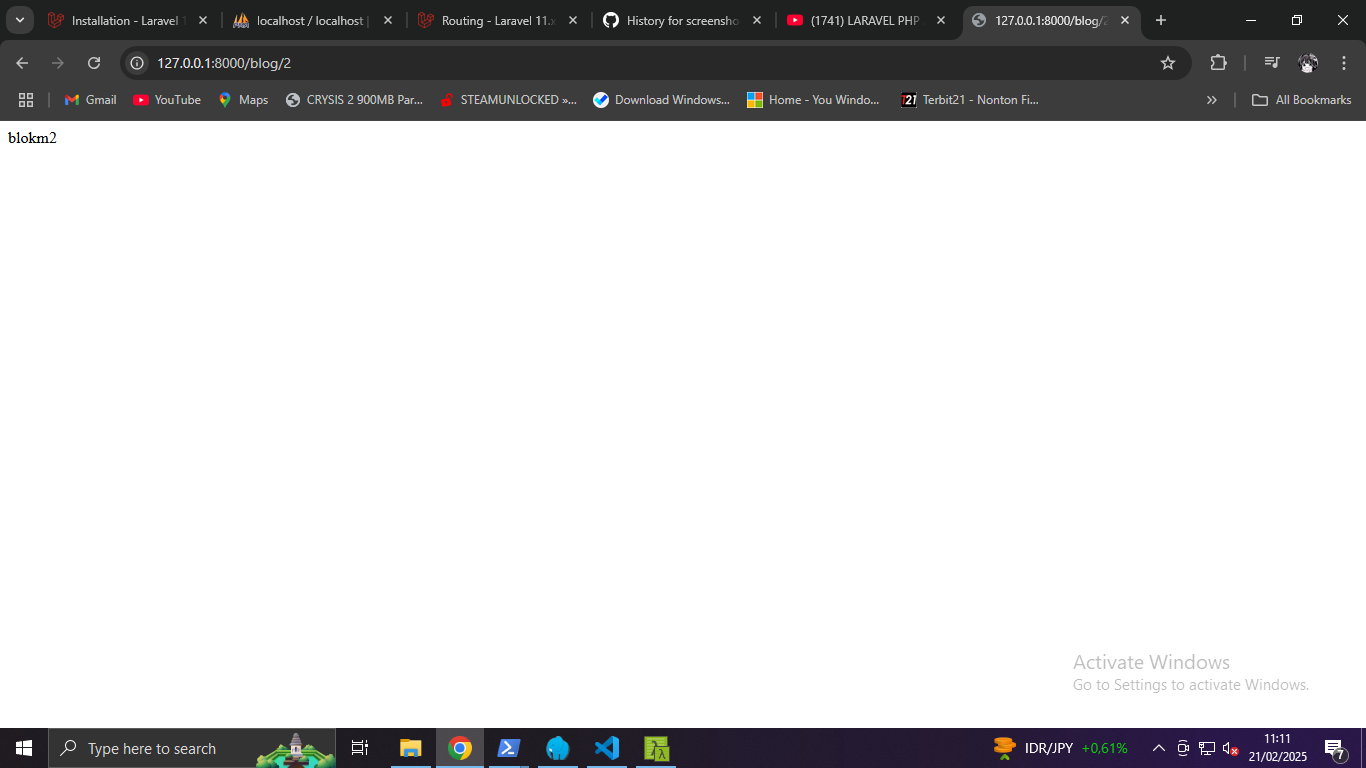 Installation - Laravel 1
localhost / localhost |
Routing - Laravel 11.x
History for screensho
(1741) LARAVEL PHP
127.0.0.1:8000/blog/2
127.0.0.1:8000/blog/2
Gmail
YouTube
Maps
CRYSIS 2 900MB Par...
STEAMUNLOCKED »...
Download Windows...
Home - You Windo...
T21
Terbit21 - Nonton Fi...
All Bookmarks
blokm2
Activate Windows
Go to Settings to activate Windows.
Type here to search
IDR/JPY +0,61%
11:11
21/02/2025
7